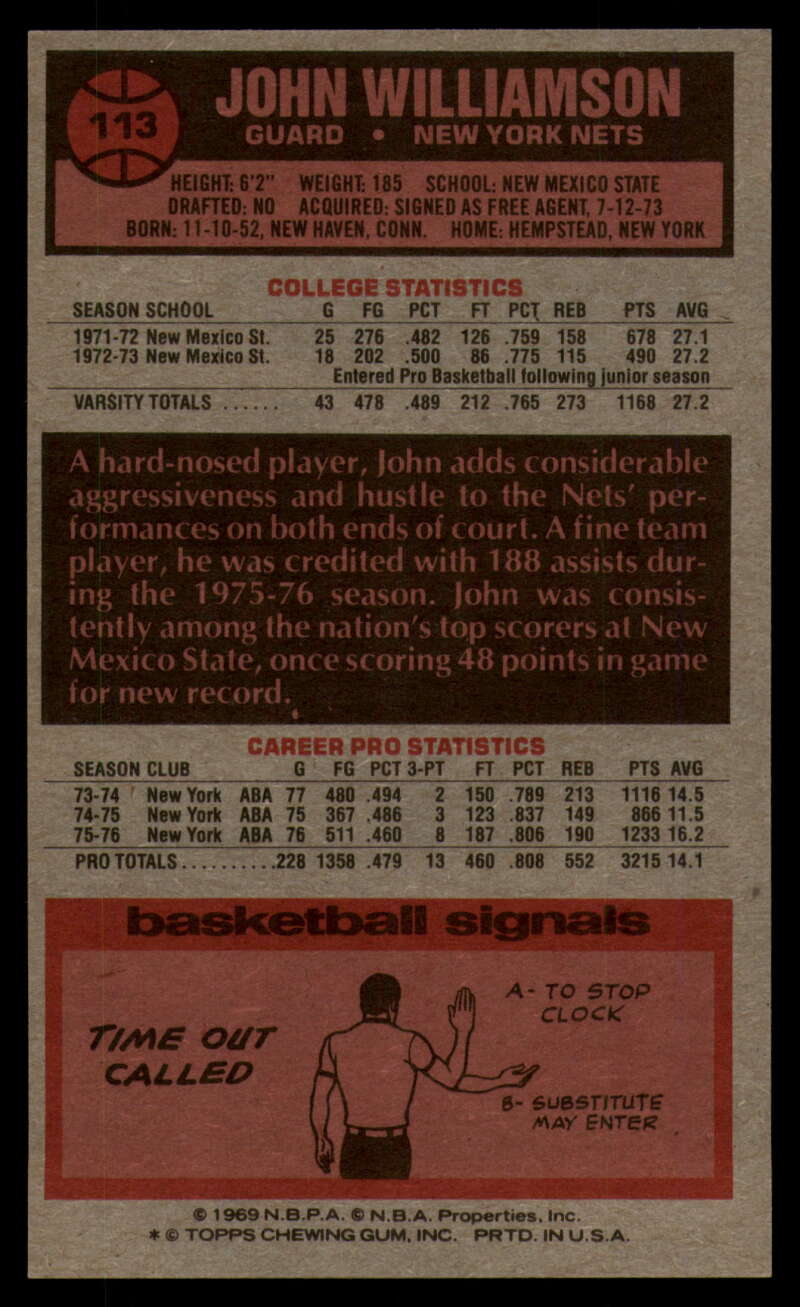 113
JOHN WILLIAMSON
GUARD • NEW YORK NETS
HEIGHT: 6'2" WEIGHT: 185 SCHOOL: NEW MEXICO STATE
DRAFTED: NO ACQUIRED: SIGNED AS FREE AGENT, 7-12-73
BORN: 11-10-52, NEW HAVEN, CONN. HOME: HEMPSTEAD, NEW YORK
COLLEGE STATISTICS
SEASON SCHOOL G FG PCT FT PCT REB PTS AVG
1971-72 New Mexico St. 25 276 .482 126 .759 158 678 27.1
1972-73 New Mexico St. 18 202 .500 86 .775 115 490 27.2
Entered Pro Basketball following junior season
VARSITY TOTALS ...... 43 478 .489 212 .765 273 1168 27.2
A hard-nosed player, John adds considerable
aggressiveness and hustle to the Nets' per-
formances on both ends of court. A fine team
player, he was credited with 188 assists dur-
ing the 1975-76 season. John was consis-
tently among the nation's top scorers at New
Mexico State, once scoring 48 points in game
for new record.
CAREER PRO STATISTICS
SEASON CLUB G FG PCT 3-PT FT PCT REB PTS AVG
73-74 New York ABA 77 480 .494 2 150 .789 213 1116 14.5
74-75 New York ABA 75 367 .486 3 123 .837 149 866 11.5
75-76 New York ABA 76 511 .460 8 187 .806 190 1233 16.2
PRO TOTALS..........228 1358 .479 13 460 .808 552 3215 14.1
basketball signals
TIME OUT
CALLED
A- TO STOP
CLOCK
B- SUBSTITUTE
MAY ENTER
© 1969 N.B.P.A. © N.B.A. Properties, Inc.
* © TOPPS CHEWING GUM, INC. PRTD. IN U.S.A.